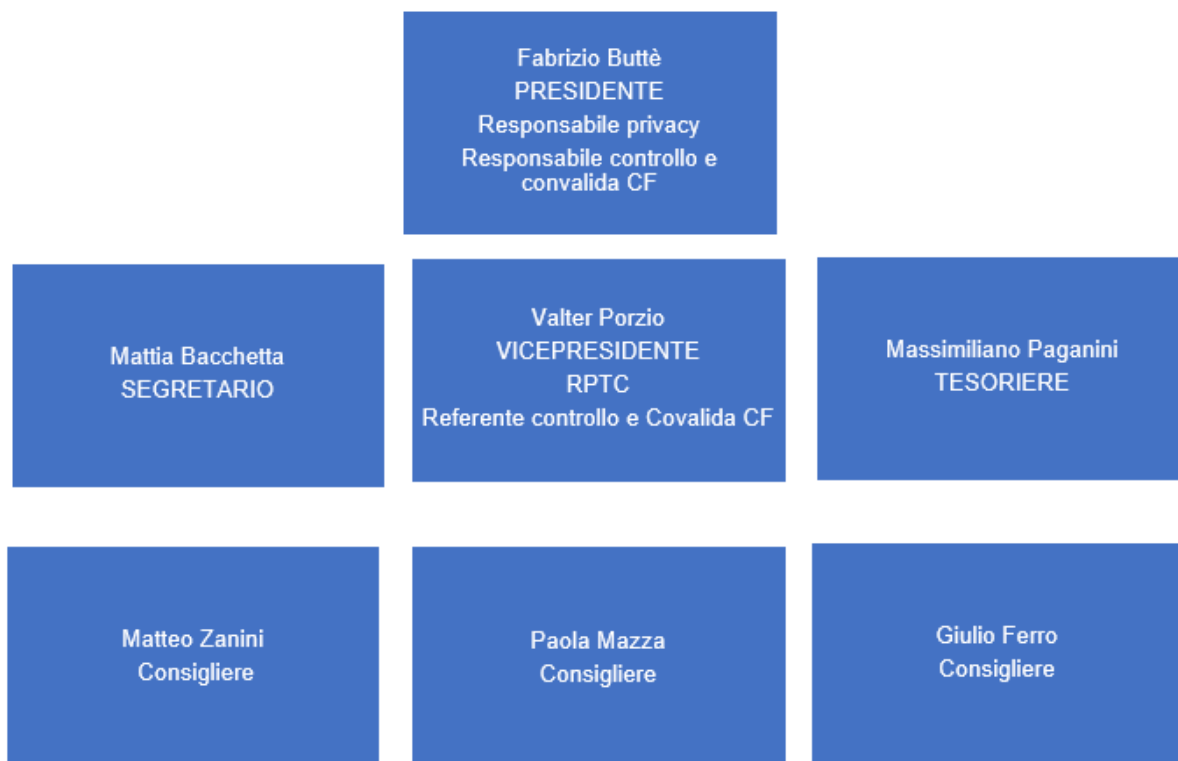 Fabrizio Buttè
PRESIDENTE
Responsabile privacy
Responsabile controllo e
convalida CF
Mattia Bacchetta
SEGRETARIO
Valter Porzio
VICEPRESIDENTE
RPTC
Referente controllo e Covalida CF
Massimiliano Paganini
TESORIERE
Matteo Zanini
Consigliere
Paola Mazza
Consigliere
Giulio Ferro
Consigliere